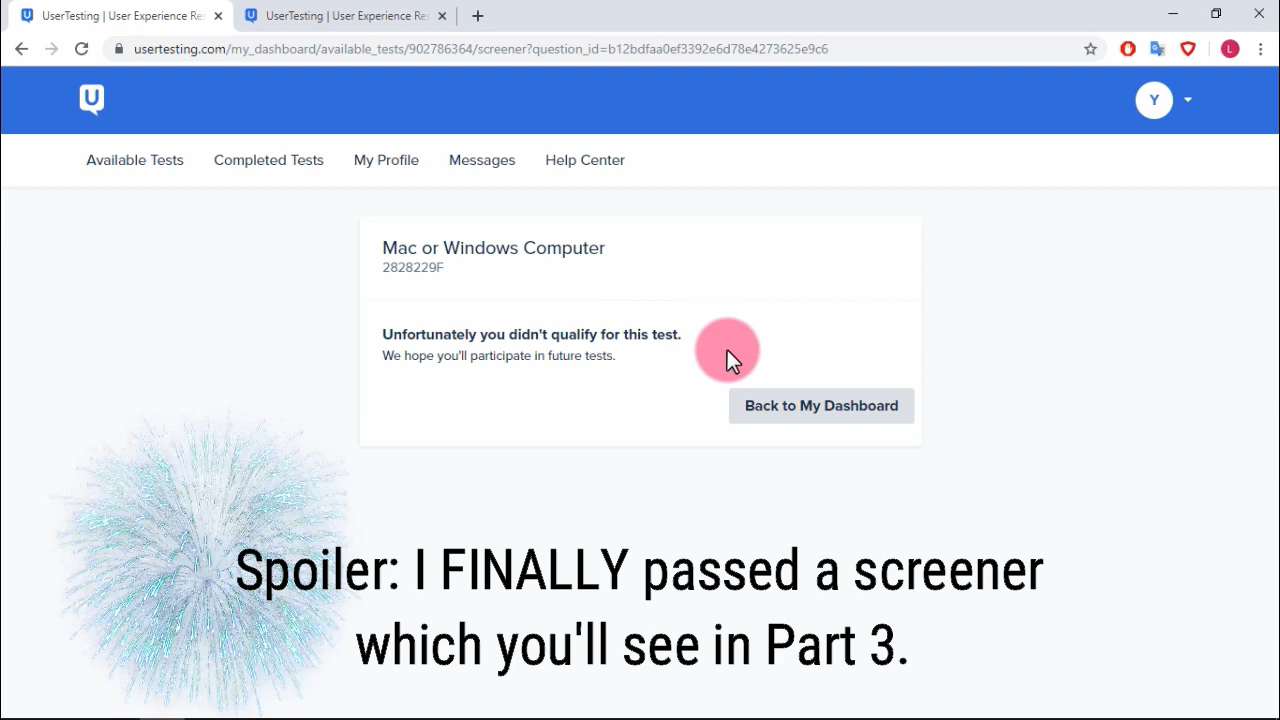 UserTesting | User Experience Res
UserTesting | User Experience Res
usertesting.com/my_dashboard/available_tests/902786364/screener?question_id=b12bdfaa0ef3392e6d78e4273625e9c6
L
U
Y
Available Tests
Completed Tests
My Profile
Messages
Help Center
Mac or Windows Computer
2828229F
Unfortunately you didn't qualify for this test.
We hope you'll participate in future tests.
Back to My Dashboard
Spoiler: I FINALLY passed a screener
which you'll see in Part 3.